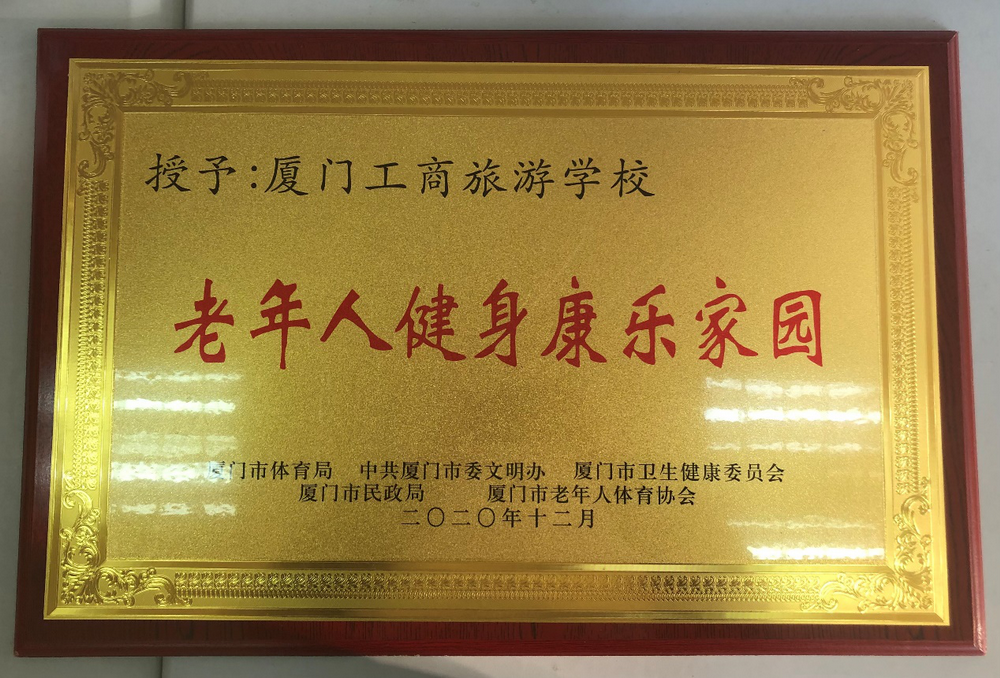 授予:厦门工商旅游学校
老年人健身康乐家园
厦门市体育局 中共厦门市委文明办 厦门市卫生健康委员会
厦门市民政局 厦门市老年人体育协会
二〇二〇年十二月